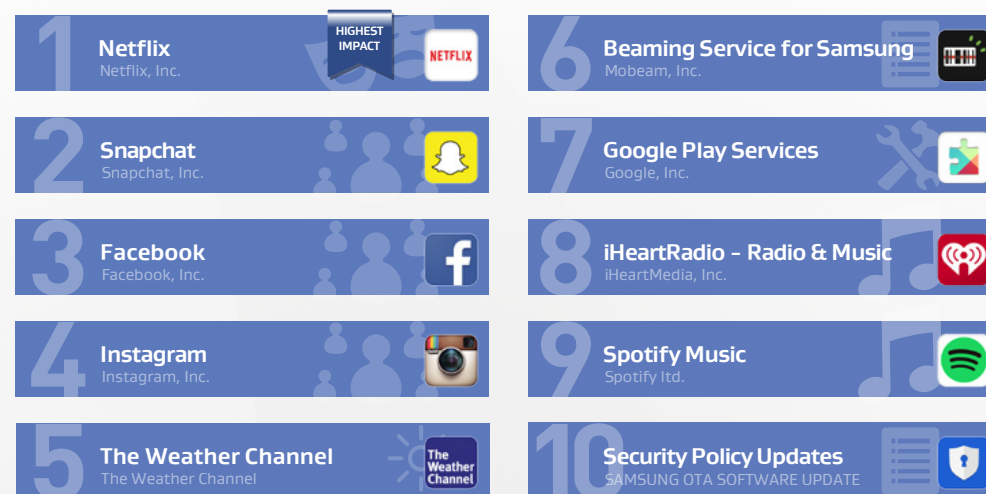 1
Netflix
Netflix, Inc.
HIGHEST
IMPACT
NETFLIX
2
Snapchat
Snapchat, Inc.
3
Facebook
Facebook, Inc.
f
4
Instagram
Instagram, Inc.
5
The Weather Channel
The Weather Channel
The
Weather
Channel
6
Beaming Service for Samsung
Mobeam, Inc.
7
Google Play Services
Google, Inc.
8
iHeartRadio - Radio & Music
iHeartMedia, Inc.
9
Spotify Music
Spotify ltd.
10
Security Policy Updates
SAMSUNG OTA SOFTWARE UPDATE